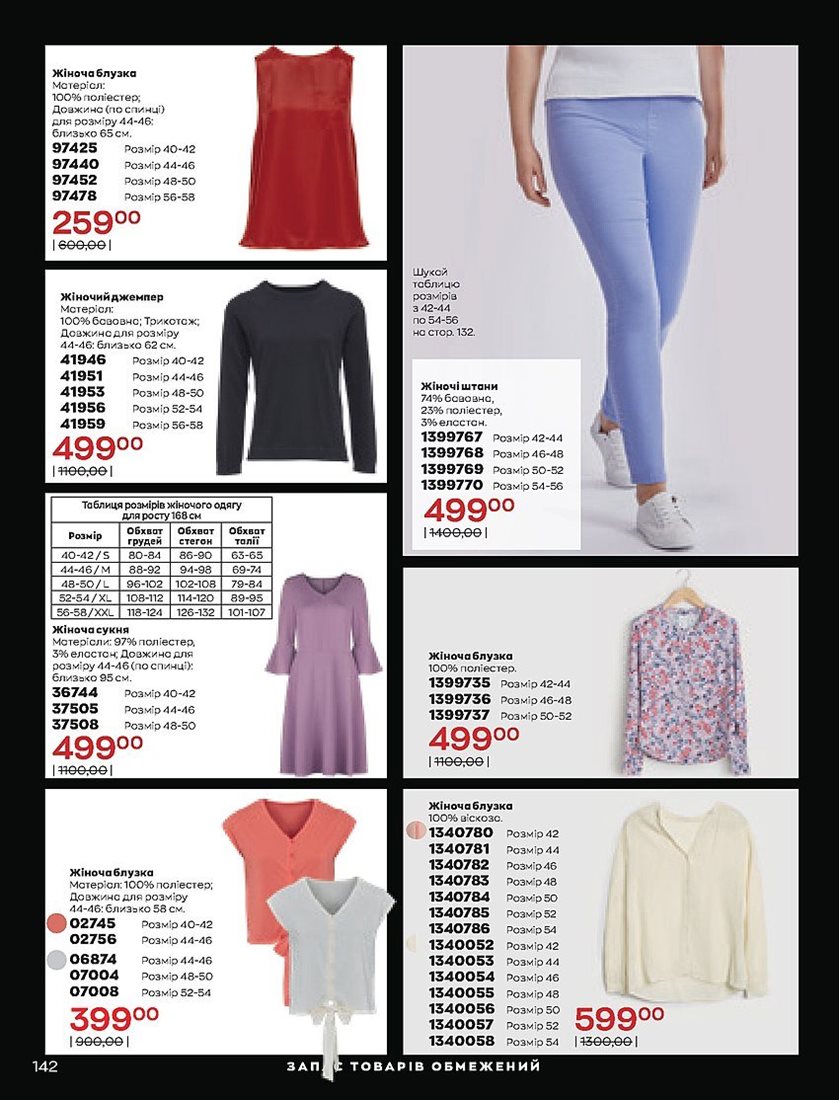 Жіноча блузка
Матеріал:
100% поліестер;
Довжина (по спинці)
для розміру 44-46:
близько 65 см.
97425 Розмір 40-42
97440 Розмір 44-46
97452 Розмір 48-50
97478 Розмір 56-58
259⁰⁰
|600,00|
Жіночий джемпер
Матеріал:
100% бавовна; Трикотаж;
Довжина для розміру
44-46: близько 62 см.
41946 Розмір 40-42
41951 Розмір 44-46
41953 Розмір 48-50
41956 Розмір 52-54
41959 Розмір 56-58
499⁰⁰
|1100,00|
Таблиця розмірів жіночого одягу
для росту 168 см
Розмір Обхват грудей Обхват стегон Обхват талії
40-42 / S 80-84 86-90 63-65
44-46 / M 88-92 94-98 69-74
48-50 / L 96-102 102-108 79-84
52-54 / XL 108-112 114-120 89-95
56-58 / XXL 118-124 126-132 101-107
Жіноча сукня
Матеріали: 97% поліестер,
3% еластан; Довжина для
розміру 44-46 (по спинці):
близько 95 см.
36744 Розмір 40-42
37505 Розмір 44-46
37508 Розмір 48-50
499⁰⁰
|1100,00|
Жіноча блузка
Матеріал: 100% поліестер;
Довжина для розміру
44-46: близько 58 см.
02745 Розмір 40-42
02756 Розмір 44-46
06874 Розмір 44-46
07004 Розмір 48-50
07008 Розмір 52-54
399⁰⁰
|900,00|
Шукай
таблицю
розмірів
з 42-44
по 54-56
на стор. 132.
Жіночі штани
74% бавовна,
23% поліестер,
3% еластан.
1399767 Розмір 42-44
1399768 Розмір 46-48
1399769 Розмір 50-52
1399770 Розмір 54-56
499⁰⁰
|1400,00|
Жіноча блузка
100% поліестер.
1399735 Розмір 42-44
1399736 Розмір 46-48
1399737 Розмір 50-52
499⁰⁰
|1100,00|
Жіноча блузка
100% віскоза.
1340780 Розмір 42
1340781 Розмір 44
1340782 Розмір 46
1340783 Розмір 48
1340784 Розмір 50
1340785 Розмір 52
1340786 Розмір 54
1340052 Розмір 42
1340053 Розмір 44
1340054 Розмір 46
1340055 Розмір 48
1340056 Розмір 50
1340057 Розмір 52
1340058 Розмір 54
599⁰⁰
|1300,00|
142
ЗАПАС ТОВАРІВ ОБМЕЖЕНИЙ